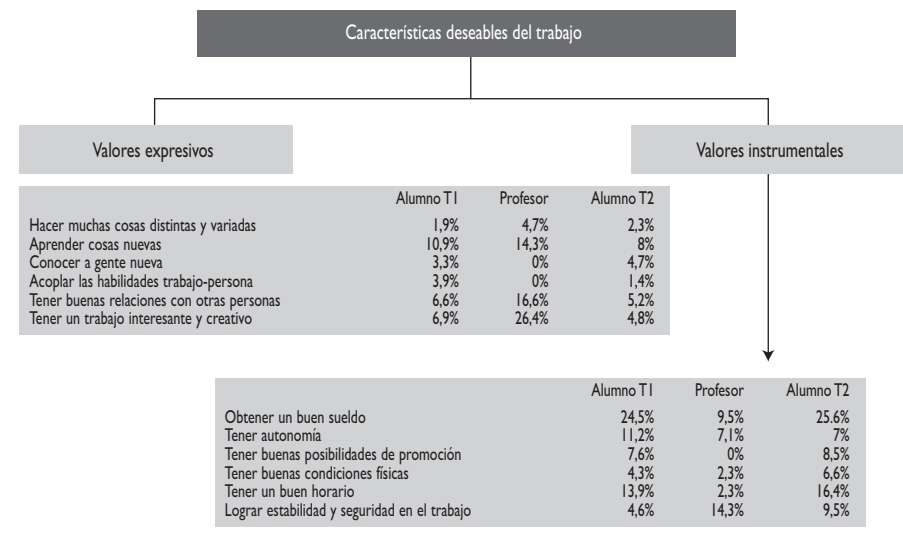 Características deseables del trabajo
Valores expresivos
Valores instrumentales
Alumno T1 Profesor Alumno T2
Hacer muchas cosas distintas y variadas 1,9% 4,7% 2,3%
Aprender cosas nuevas 10,9% 14,3% 8%
Conocer a gente nueva 3,3% 0% 4,7%
Acoplar las habilidades trabajo-persona 3,9% 0% 1,4%
Tener buenas relaciones con otras personas 6,6% 16,6% 5,2%
Tener un trabajo interesante y creativo 6,9% 26,4% 4,8%
Alumno T1 Profesor Alumno T2
Obtener un buen sueldo 24,5% 9,5% 25.6%
Tener autonomía 11,2% 7,1% 7%
Tener buenas posibilidades de promoción 7,6% 0% 8,5%
Tener buenas condiciones físicas 4,3% 2,3% 6,6%
Tener un buen horario 13,9% 2,3% 16,4%
Lograr estabilidad y seguridad en el trabajo 4,6% 14,3% 9,5%